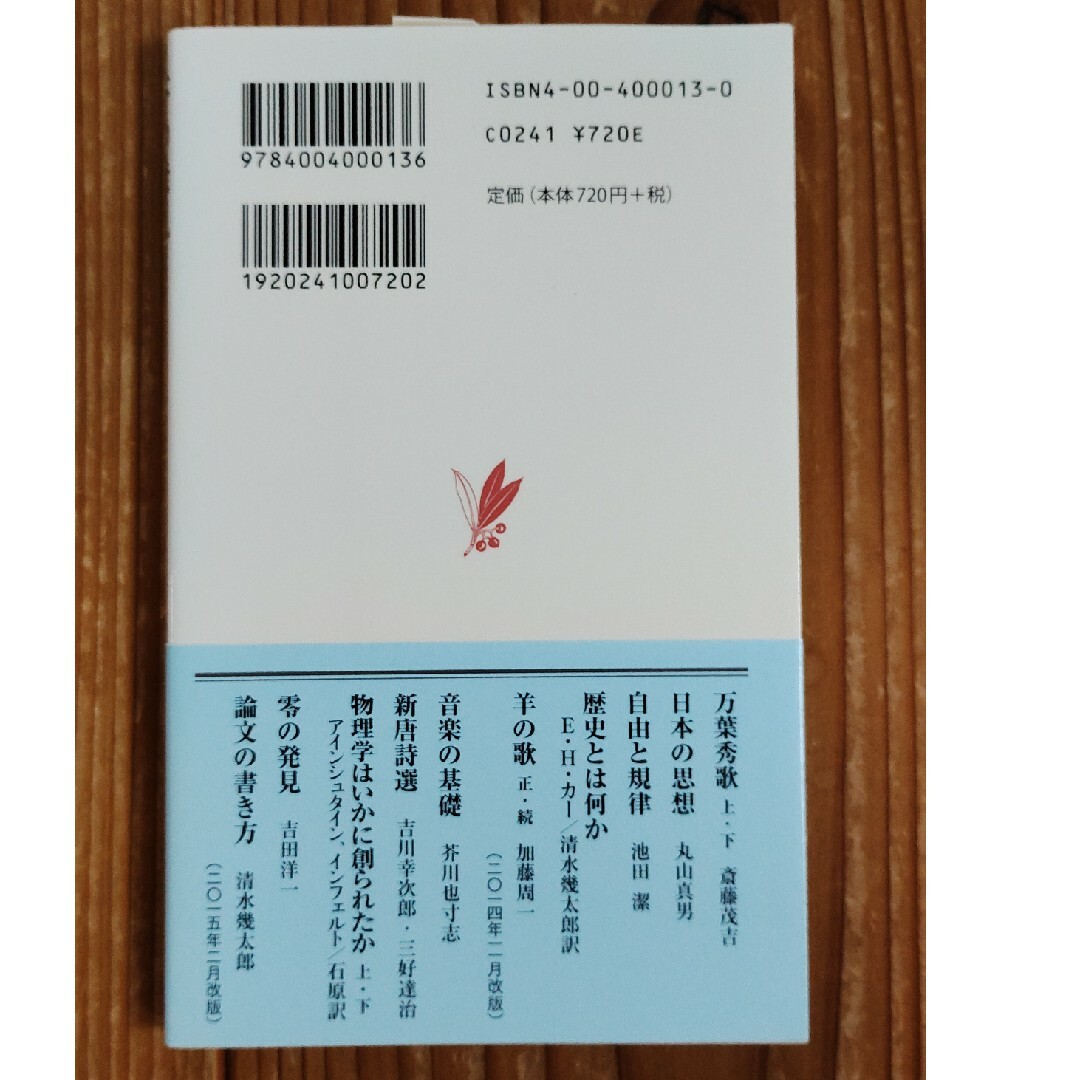 ISBN4-00-400013-0
C0241 ¥720E
定価(本体720円+税)
9784004000136
1920241007202
万葉秀歌 上・下 斎藤茂吉
日本の思想 丸山真男
自由と規律 池田 潔
歴史とは何か
E・H・カー/清水幾太郎訳
羊の歌 正・続 加藤周一
(二〇一四年一一月改版)
音楽の基礎 芥川也寸志
新唐詩選 吉川幸次郎・三好達治
物理学はいかに創られたか 上・下
アインシュタイン、インフェルト/石原訳
零の発見 吉田洋一
論文の書き方 清水幾太郎
(二〇一五年二月改版)